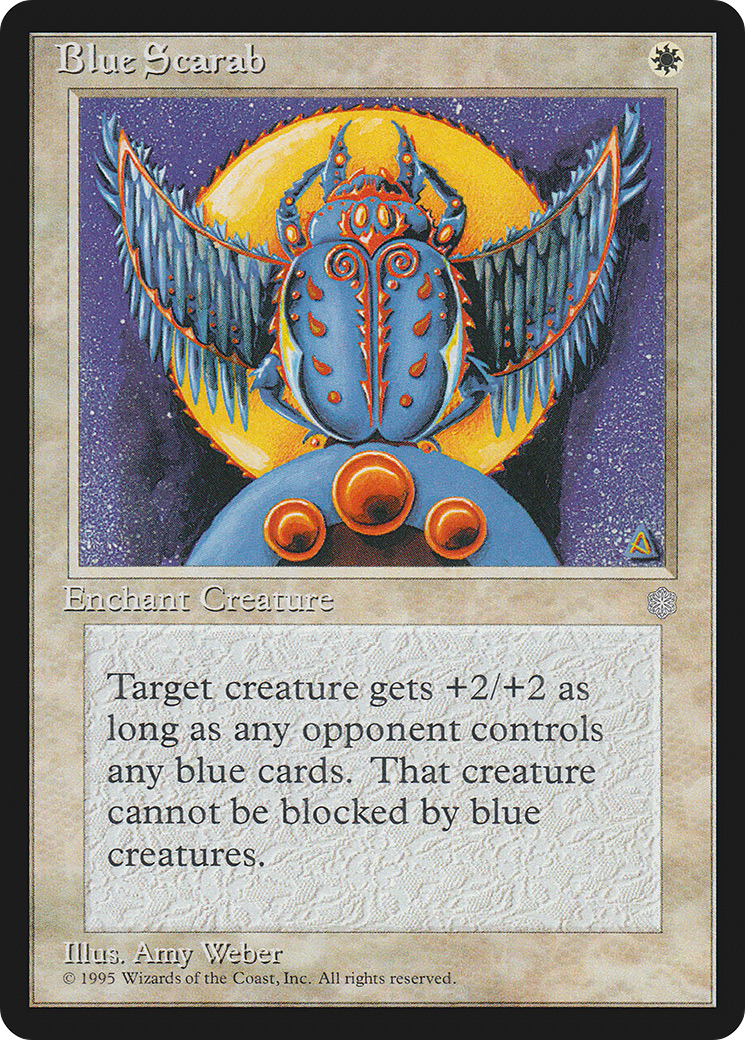 Blue Scarab
Enchant Creature
Target creature gets +2/+2 as
long as any opponent controls
any blue cards. That creature
cannot be blocked by blue
creatures.
Illus. Amy Weber
© 1995 Wizards of the Coast, Inc. All rights reserved.